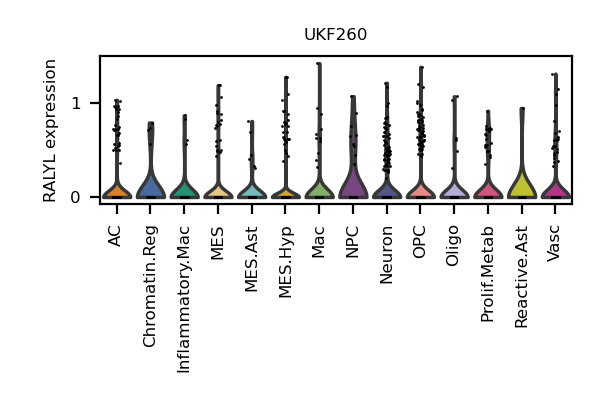 UKF260
RALYL expression
1
0
AC
Chromatin.Reg
Inflammatory.Mac
MES
MES.Ast
MES.Hyp
Mac
NPC
Neuron
OPC
Oligo
Prolif.Metab
Reactive.Ast
Vasc